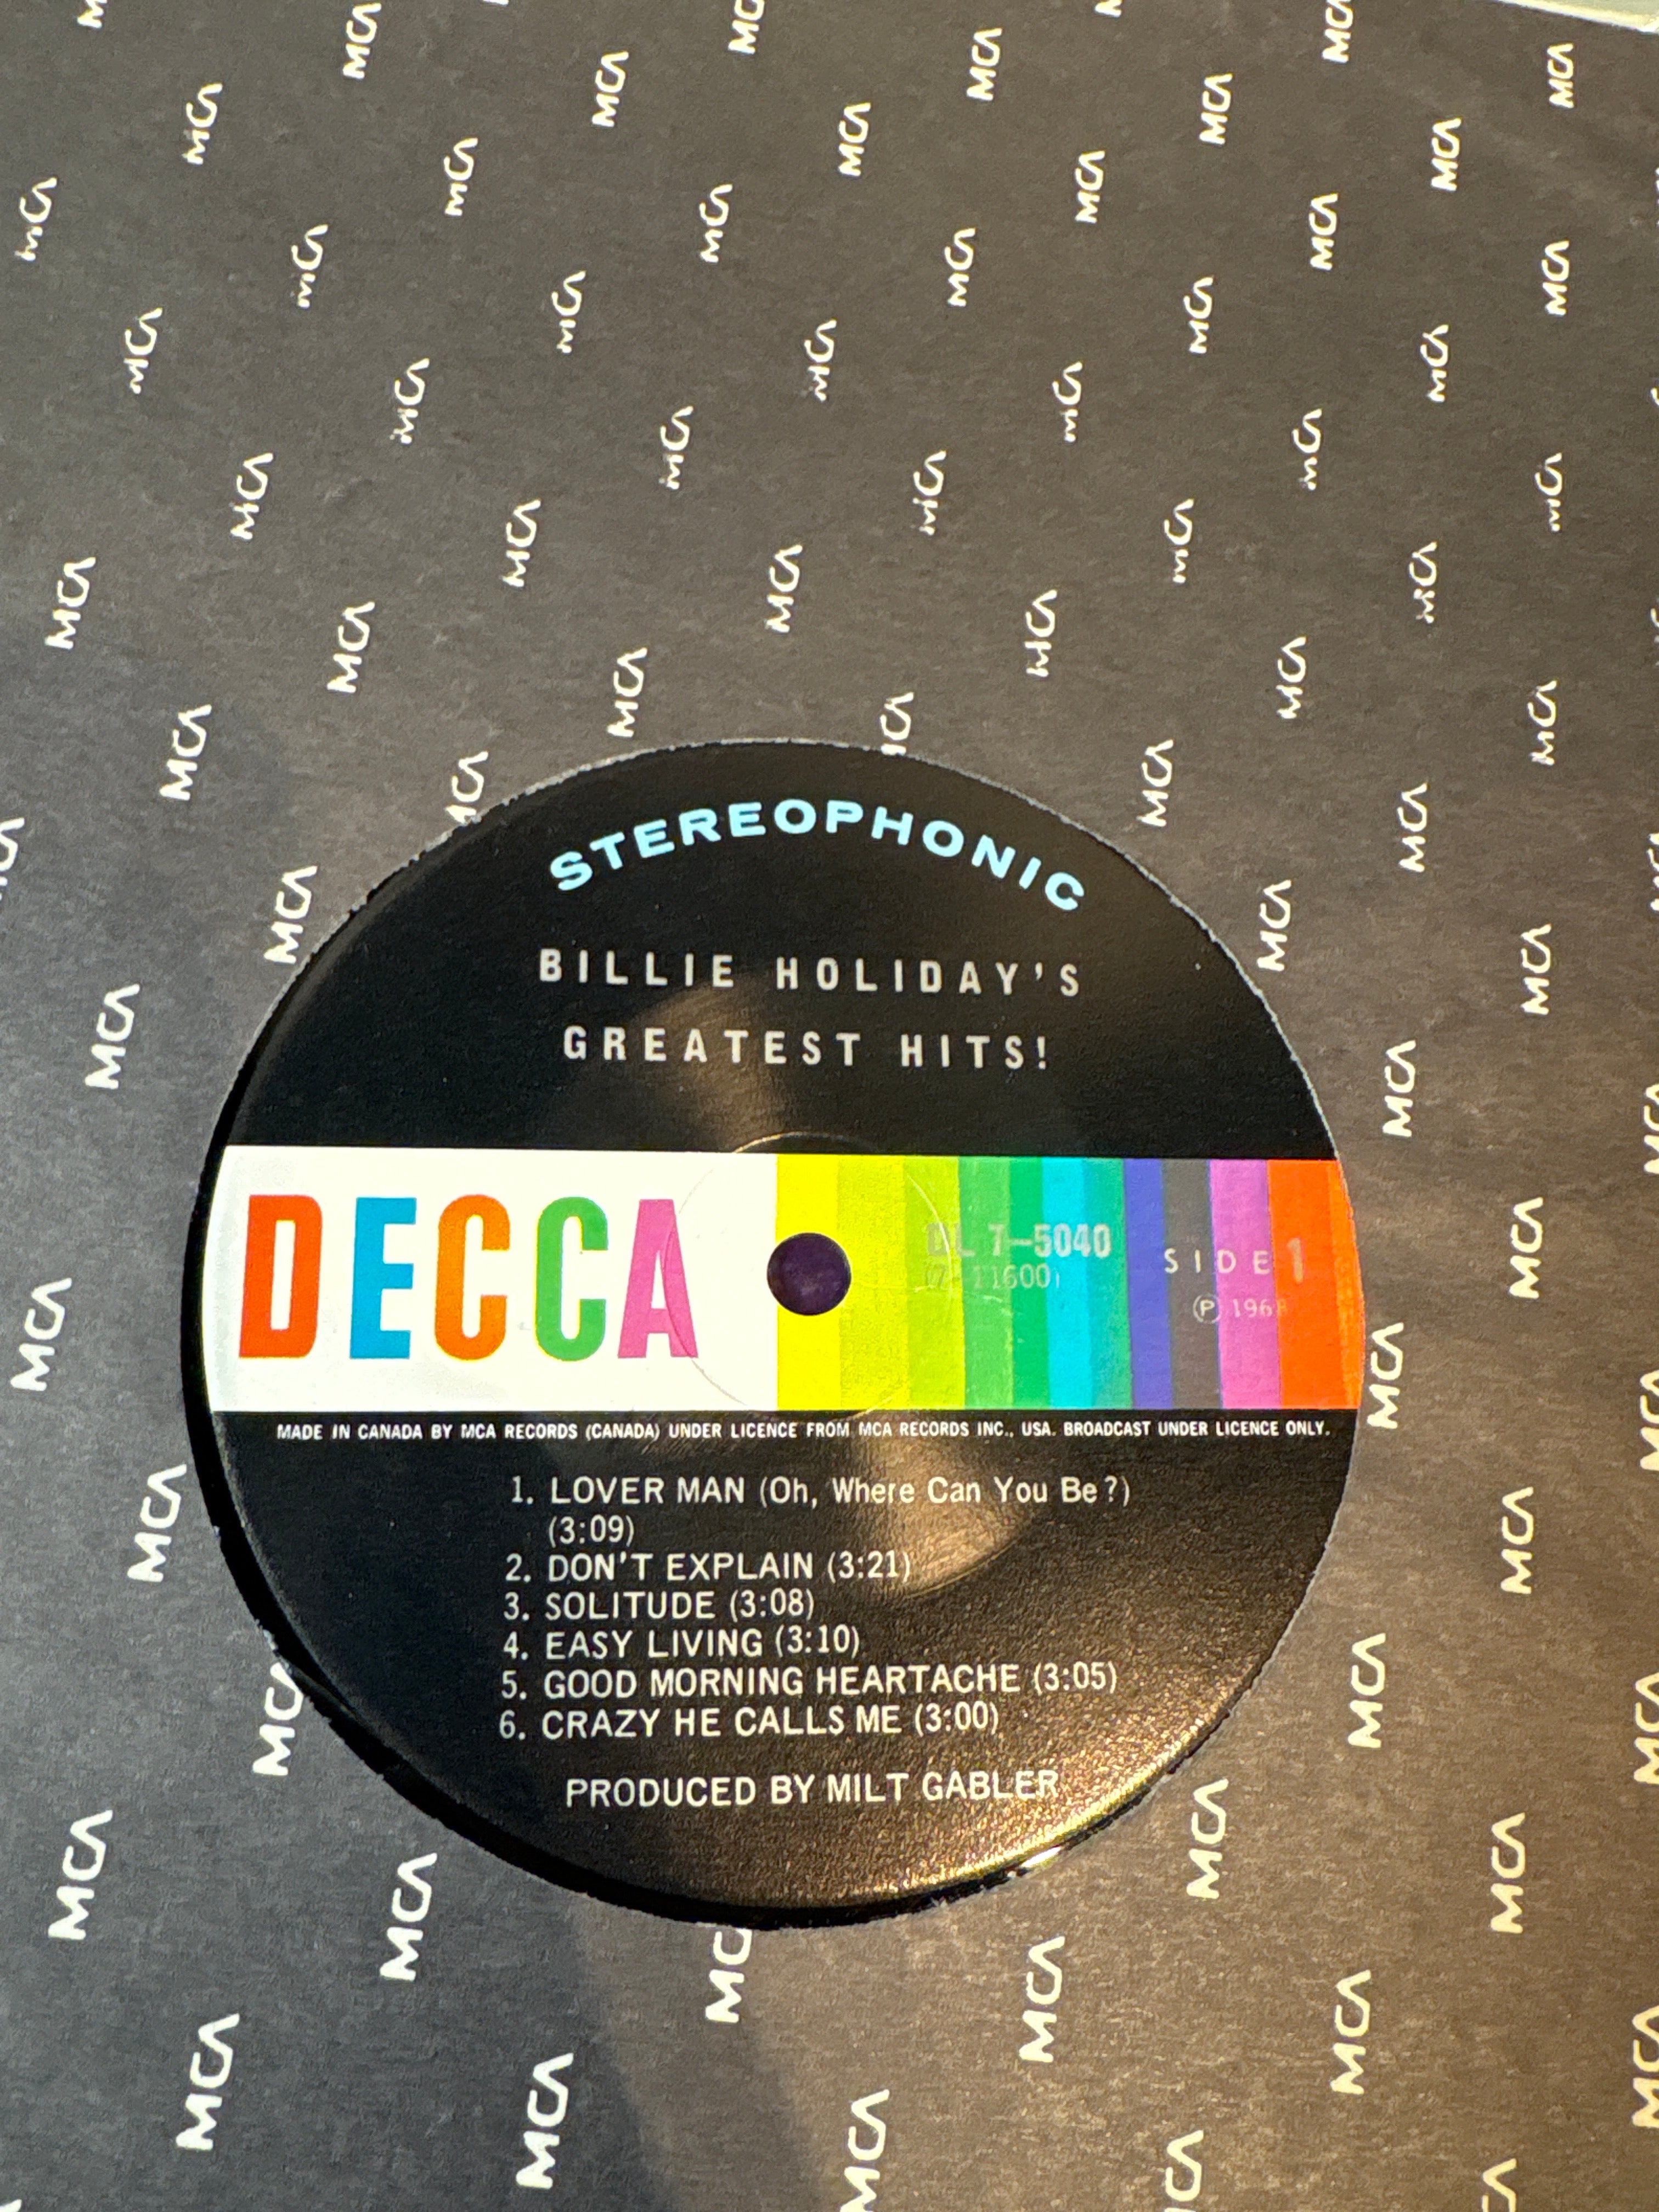 STEREOPHONIC
BILLIE HOLIDAY'S
GREATEST HITS!
DECCA
DL 7-5040
(7-11600)
SIDE 1
Ⓟ 1968
MADE IN CANADA BY MCA RECORDS (CANADA) UNDER LICENCE FROM MCA RECORDS INC., USA. BROADCAST UNDER LICENCE ONLY.
1. LOVER MAN (Oh, Where Can You Be?)
(3:09)
2. DON'T EXPLAIN (3:21)
3. SOLITUDE (3:08)
4. EASY LIVING (3:10)
5. GOOD MORNING HEARTACHE (3:05)
6. CRAZY HE CALLS ME (3:00)
PRODUCED BY MILT GABLER
MCA